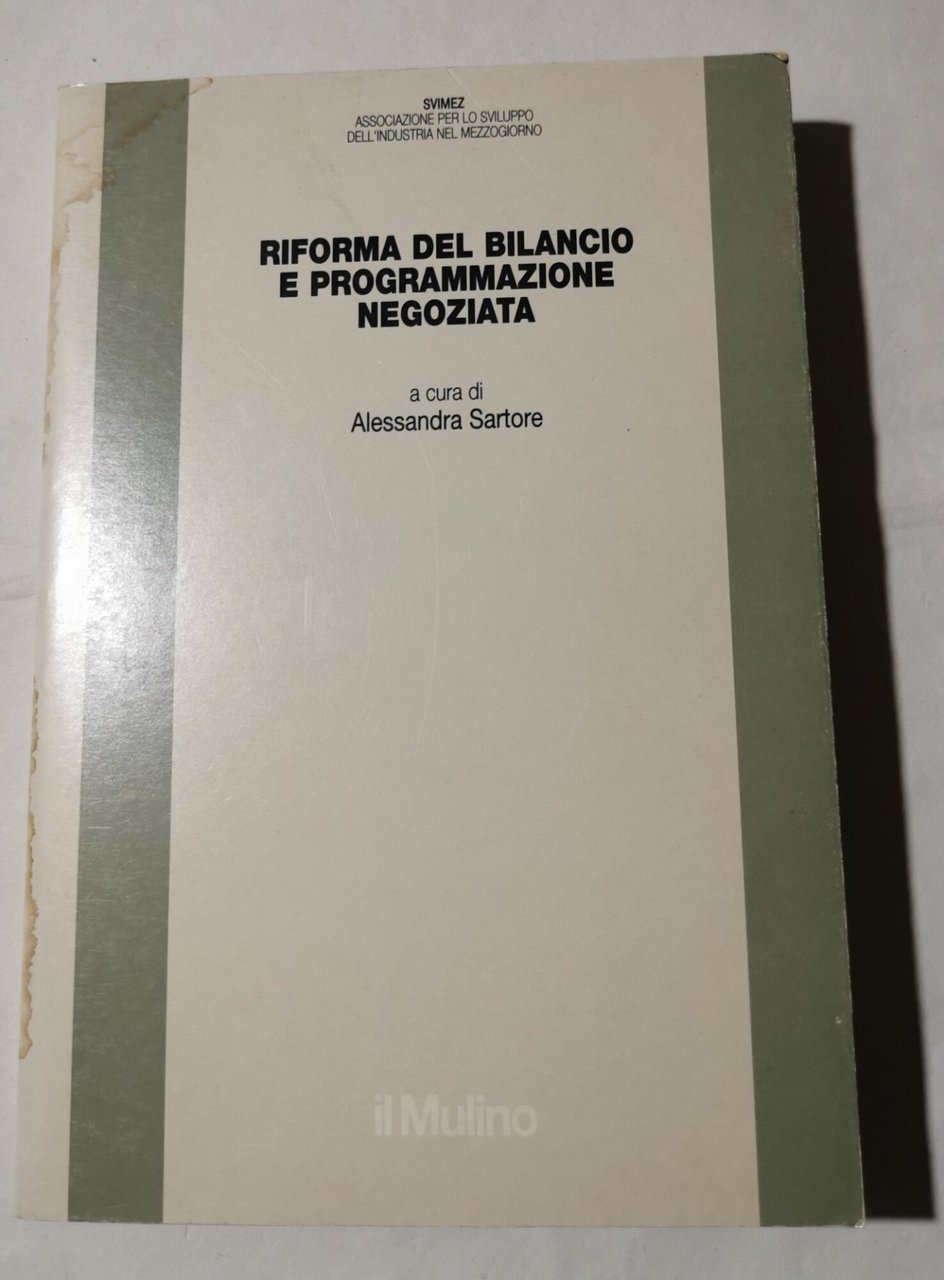 SVIMEZ
ASSOCIAZIONE PER LO SVILUPPO
DELL'INDUSTRIA NEL MEZZOGIORNO
RIFORMA DEL BILANCIO
E PROGRAMMAZIONE
NEGOZIATA
a cura di
Alessandra Sartore
il Mulino